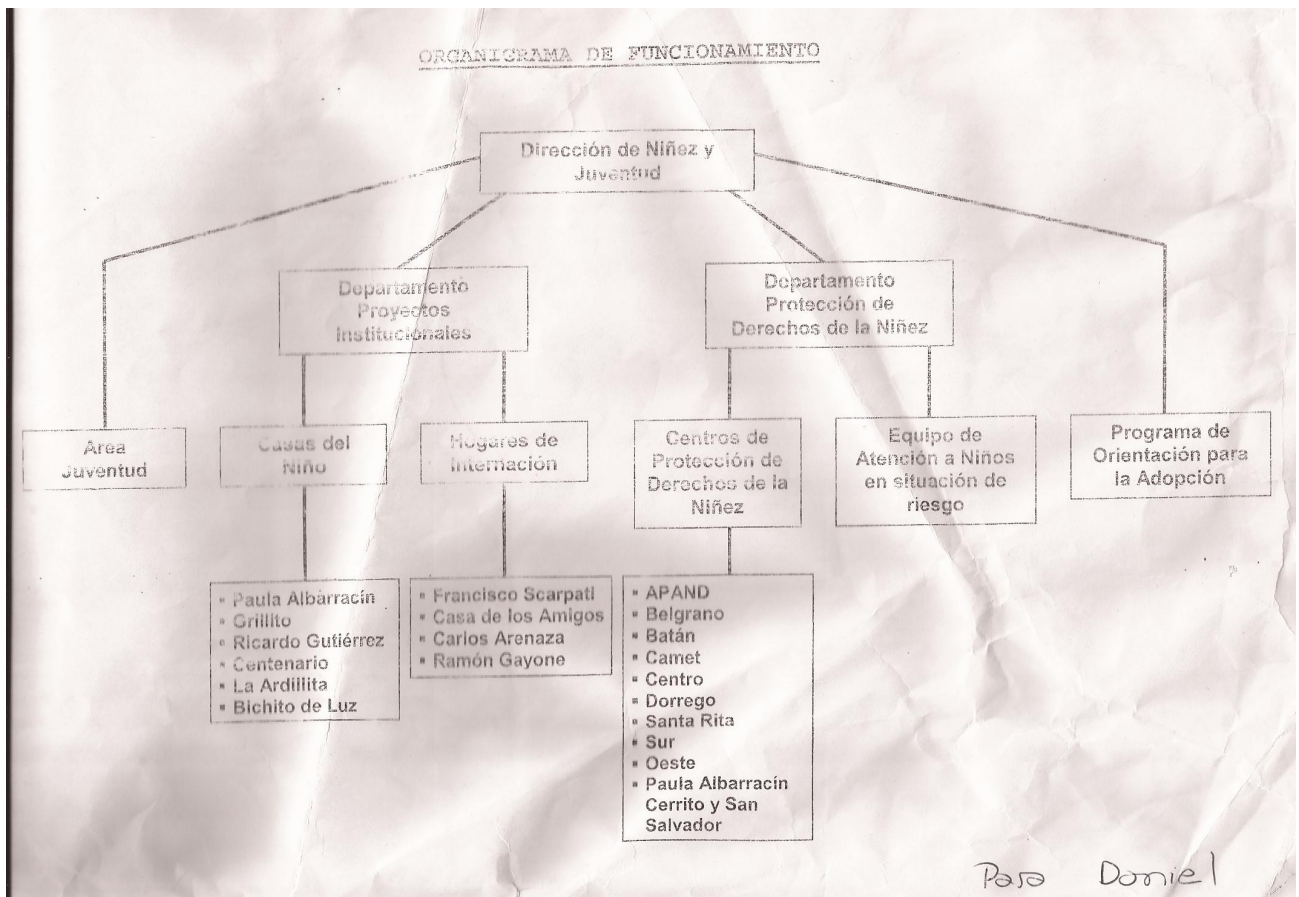 ORGANIGRAMA DE FUNCIONAMIENTO
Dirección de Niñez y
Juventud
Departamento
Proyectos
Institucionales
Departamento
Protección de
Derechos de la Niñez
Area
Juventud
Casas del
Niño
Hogares de
Internación
Centros de
Protección de
Derechos de la
Niñez
Equipo de
Atención a Niños
en situación de
riesgo
Programa de
Orientación para
la Adopción
▪ Paula Albarracín
▪ Grillito
▪ Ricardo Gutiérrez
▪ Centenario
▪ La Ardillita
▪ Bichito de Luz
▪ Francisco Scarpati
▪ Casa de los Amigos
▪ Carlos Arenaza
▪ Ramón Gayone
▪ APAND
▪ Belgrano
▪ Batán
▪ Camet
▪ Centro
▪ Dorrego
▪ Santa Rita
▪ Sur
▪ Oeste
▪ Paula Albarracín
Cerrito y San
Salvador
Para Daniel